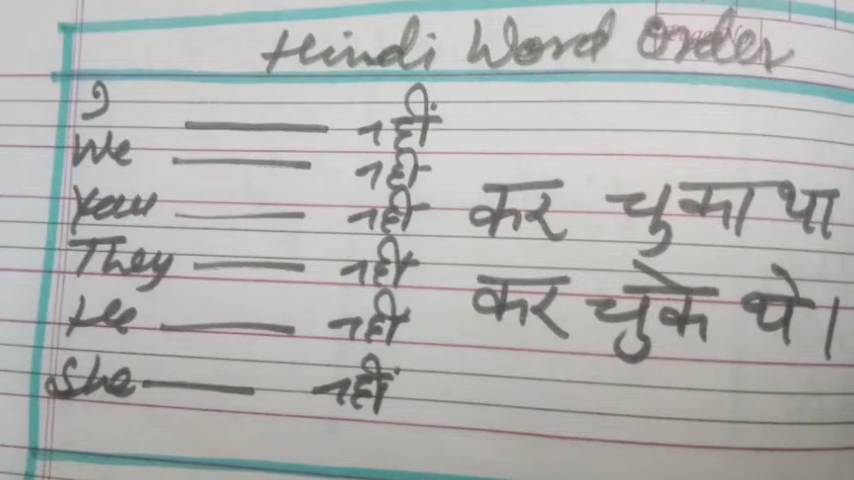 Hindi Word Order
I ——— नहीं
We ——— नहीं
You ——— नही कर चुका था
They ——— नही
He ——— नही कर चुके थे।
She ——— नहीं